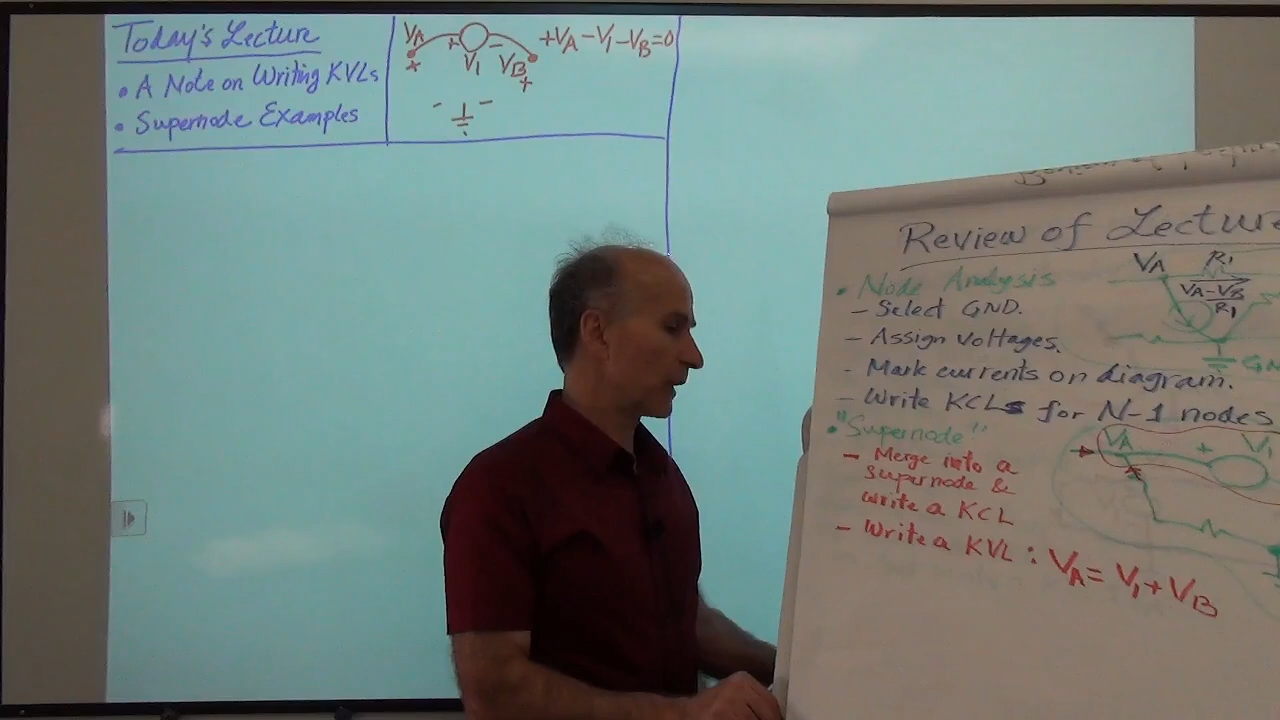 Today's Lecture
• A Note on Writing KVLs
• Supernode Examples
VA + V1 - VB +VA -V1 -VB=0
+ +
- -
Review of Lecture
• Node Analysis
- Select GND.
- Assign voltages.
- Mark currents on diagram.
- Write KCLs for N-1 nodes
VA R1
VA-VB
R1
• "Supernode!"
- Merge into a
supernode &
write a KCL
- Write a KVL : VA = V1 + VB
VA + V1